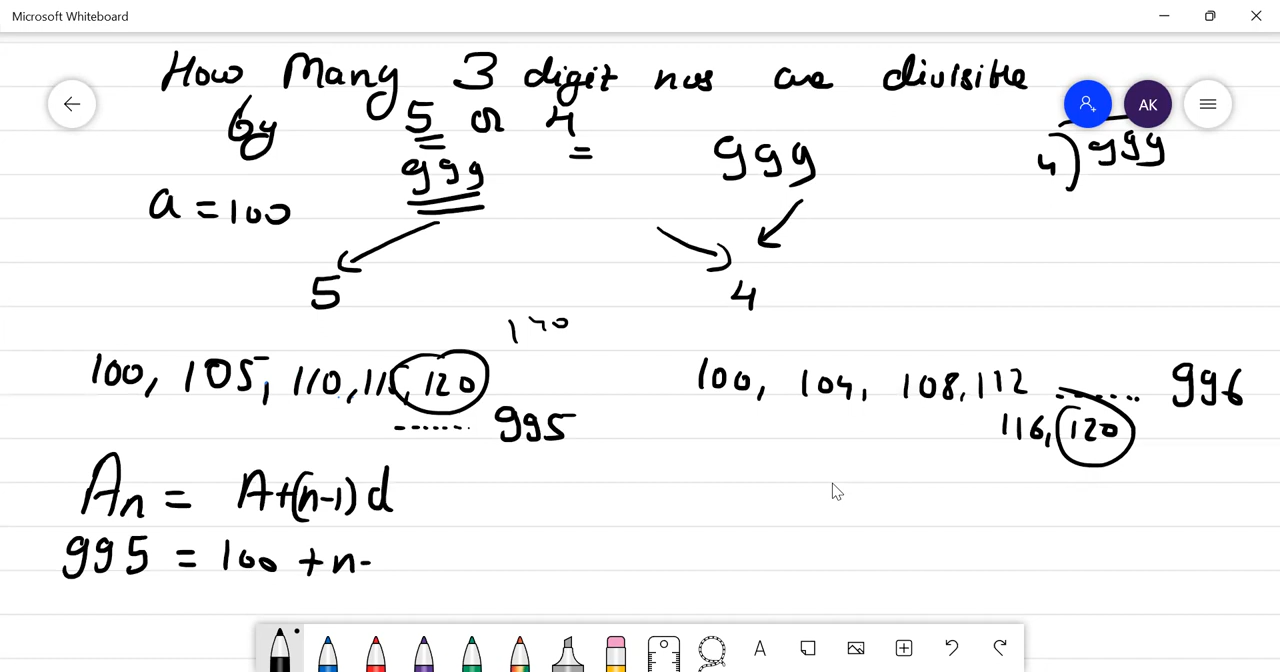 Microsoft Whiteboard
How Many 3 digit nos are divisible
by 5 or 4
AK
999
999
4)999
a = 100
5
4
140
100, 105, 110, 115, 120
995
100, 104, 108, 112 ........ 996
116, 120
An = A+(n-1)d
995 = 100 + n-
A